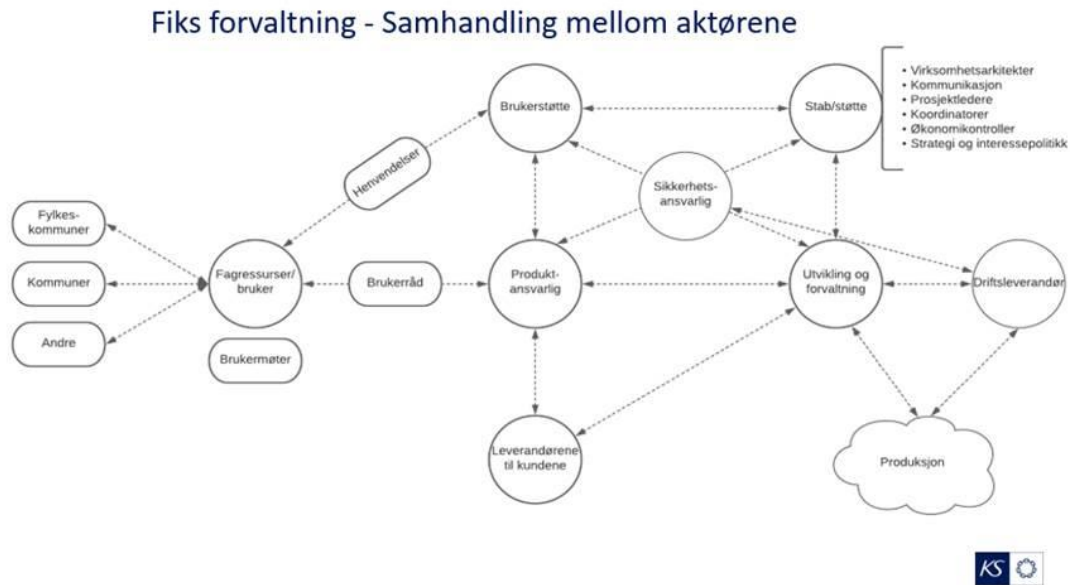 Fiks forvaltning - Samhandling mellom aktørene
Brukerstøtte
Stab/støtte
• Virksomhetsarkitekter
• Kommunikasjon
• Prosjektledere
• Koordinatorer
• Økonomikontroller
• Strategi og interessepolitikk
Henvendelser
Sikkerhets-
ansvarlig
Fylkes-
kommuner
Kommuner
Andre
Fagressurser/
bruker
Brukermøter
Brukerråd
Produkt-
ansvarlig
Utvikling og
forvaltning
Driftsleverandør
Leverandørene
til kundene
Produksjon
KS